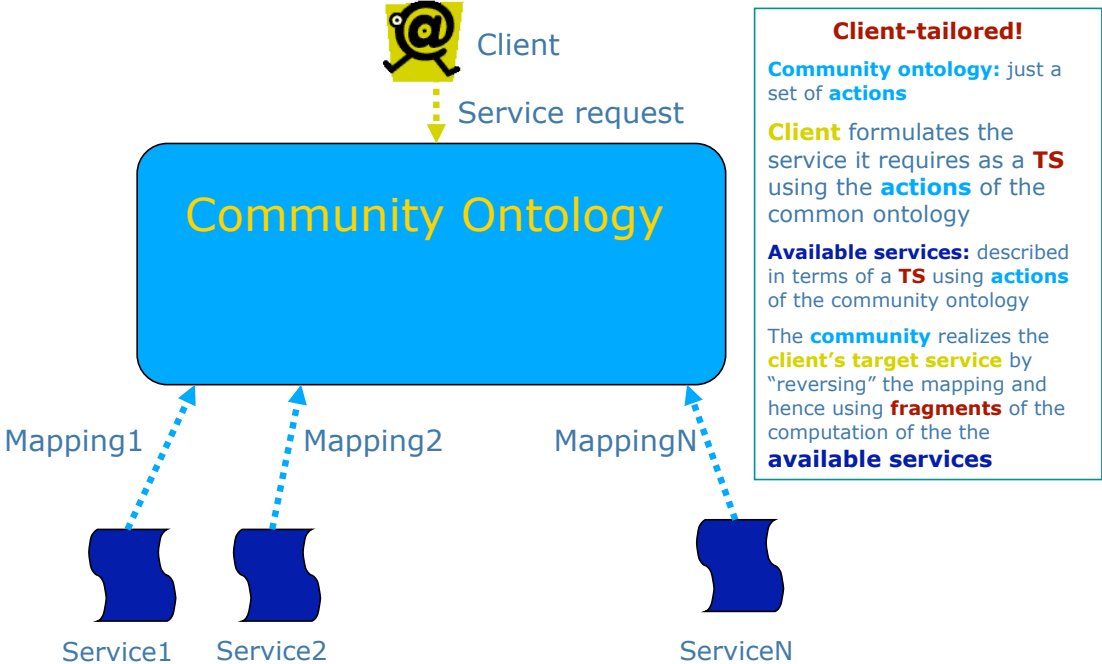 Client
Service request
Community Ontology
Mapping1
Mapping2
MappingN
Service1
Service2
ServiceN
Client-tailored!
Community ontology: just a
set of actions
Client formulates the
service it requires as a TS
using the actions of the
common ontology
Available services: described
in terms of a TS using actions
of the community ontology
The community realizes the
client’s target service by
“reversing” the mapping and
hence using fragments of the
computation of the the
available services